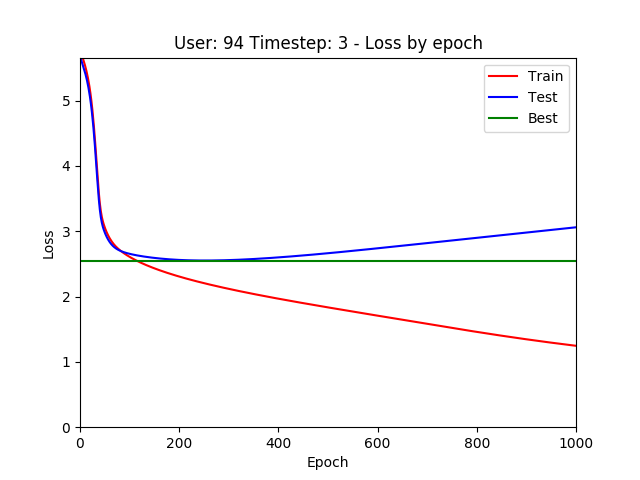 User: 94 Timestep: 3 - Loss by epoch
Train
Test
Best
Loss
5
4
3
2
1
0
0 200 400 600 800 1000
Epoch